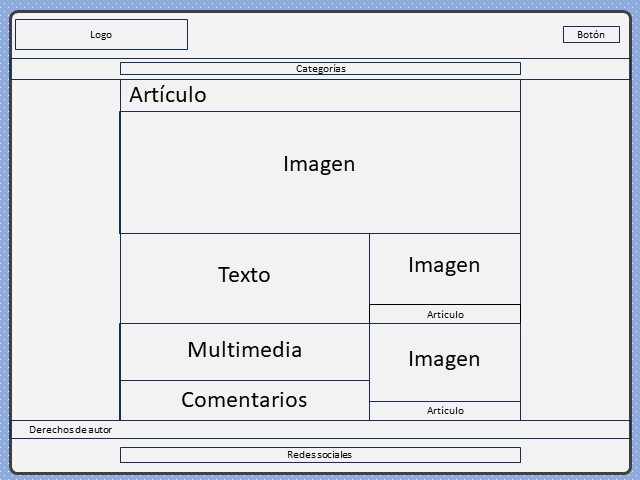 Logo
Botón
Categorías
Artículo
Imagen
Texto
Imagen
Artículo
Multimedia
Imagen
Comentarios
Artículo
Derechos de autor
Redes sociales